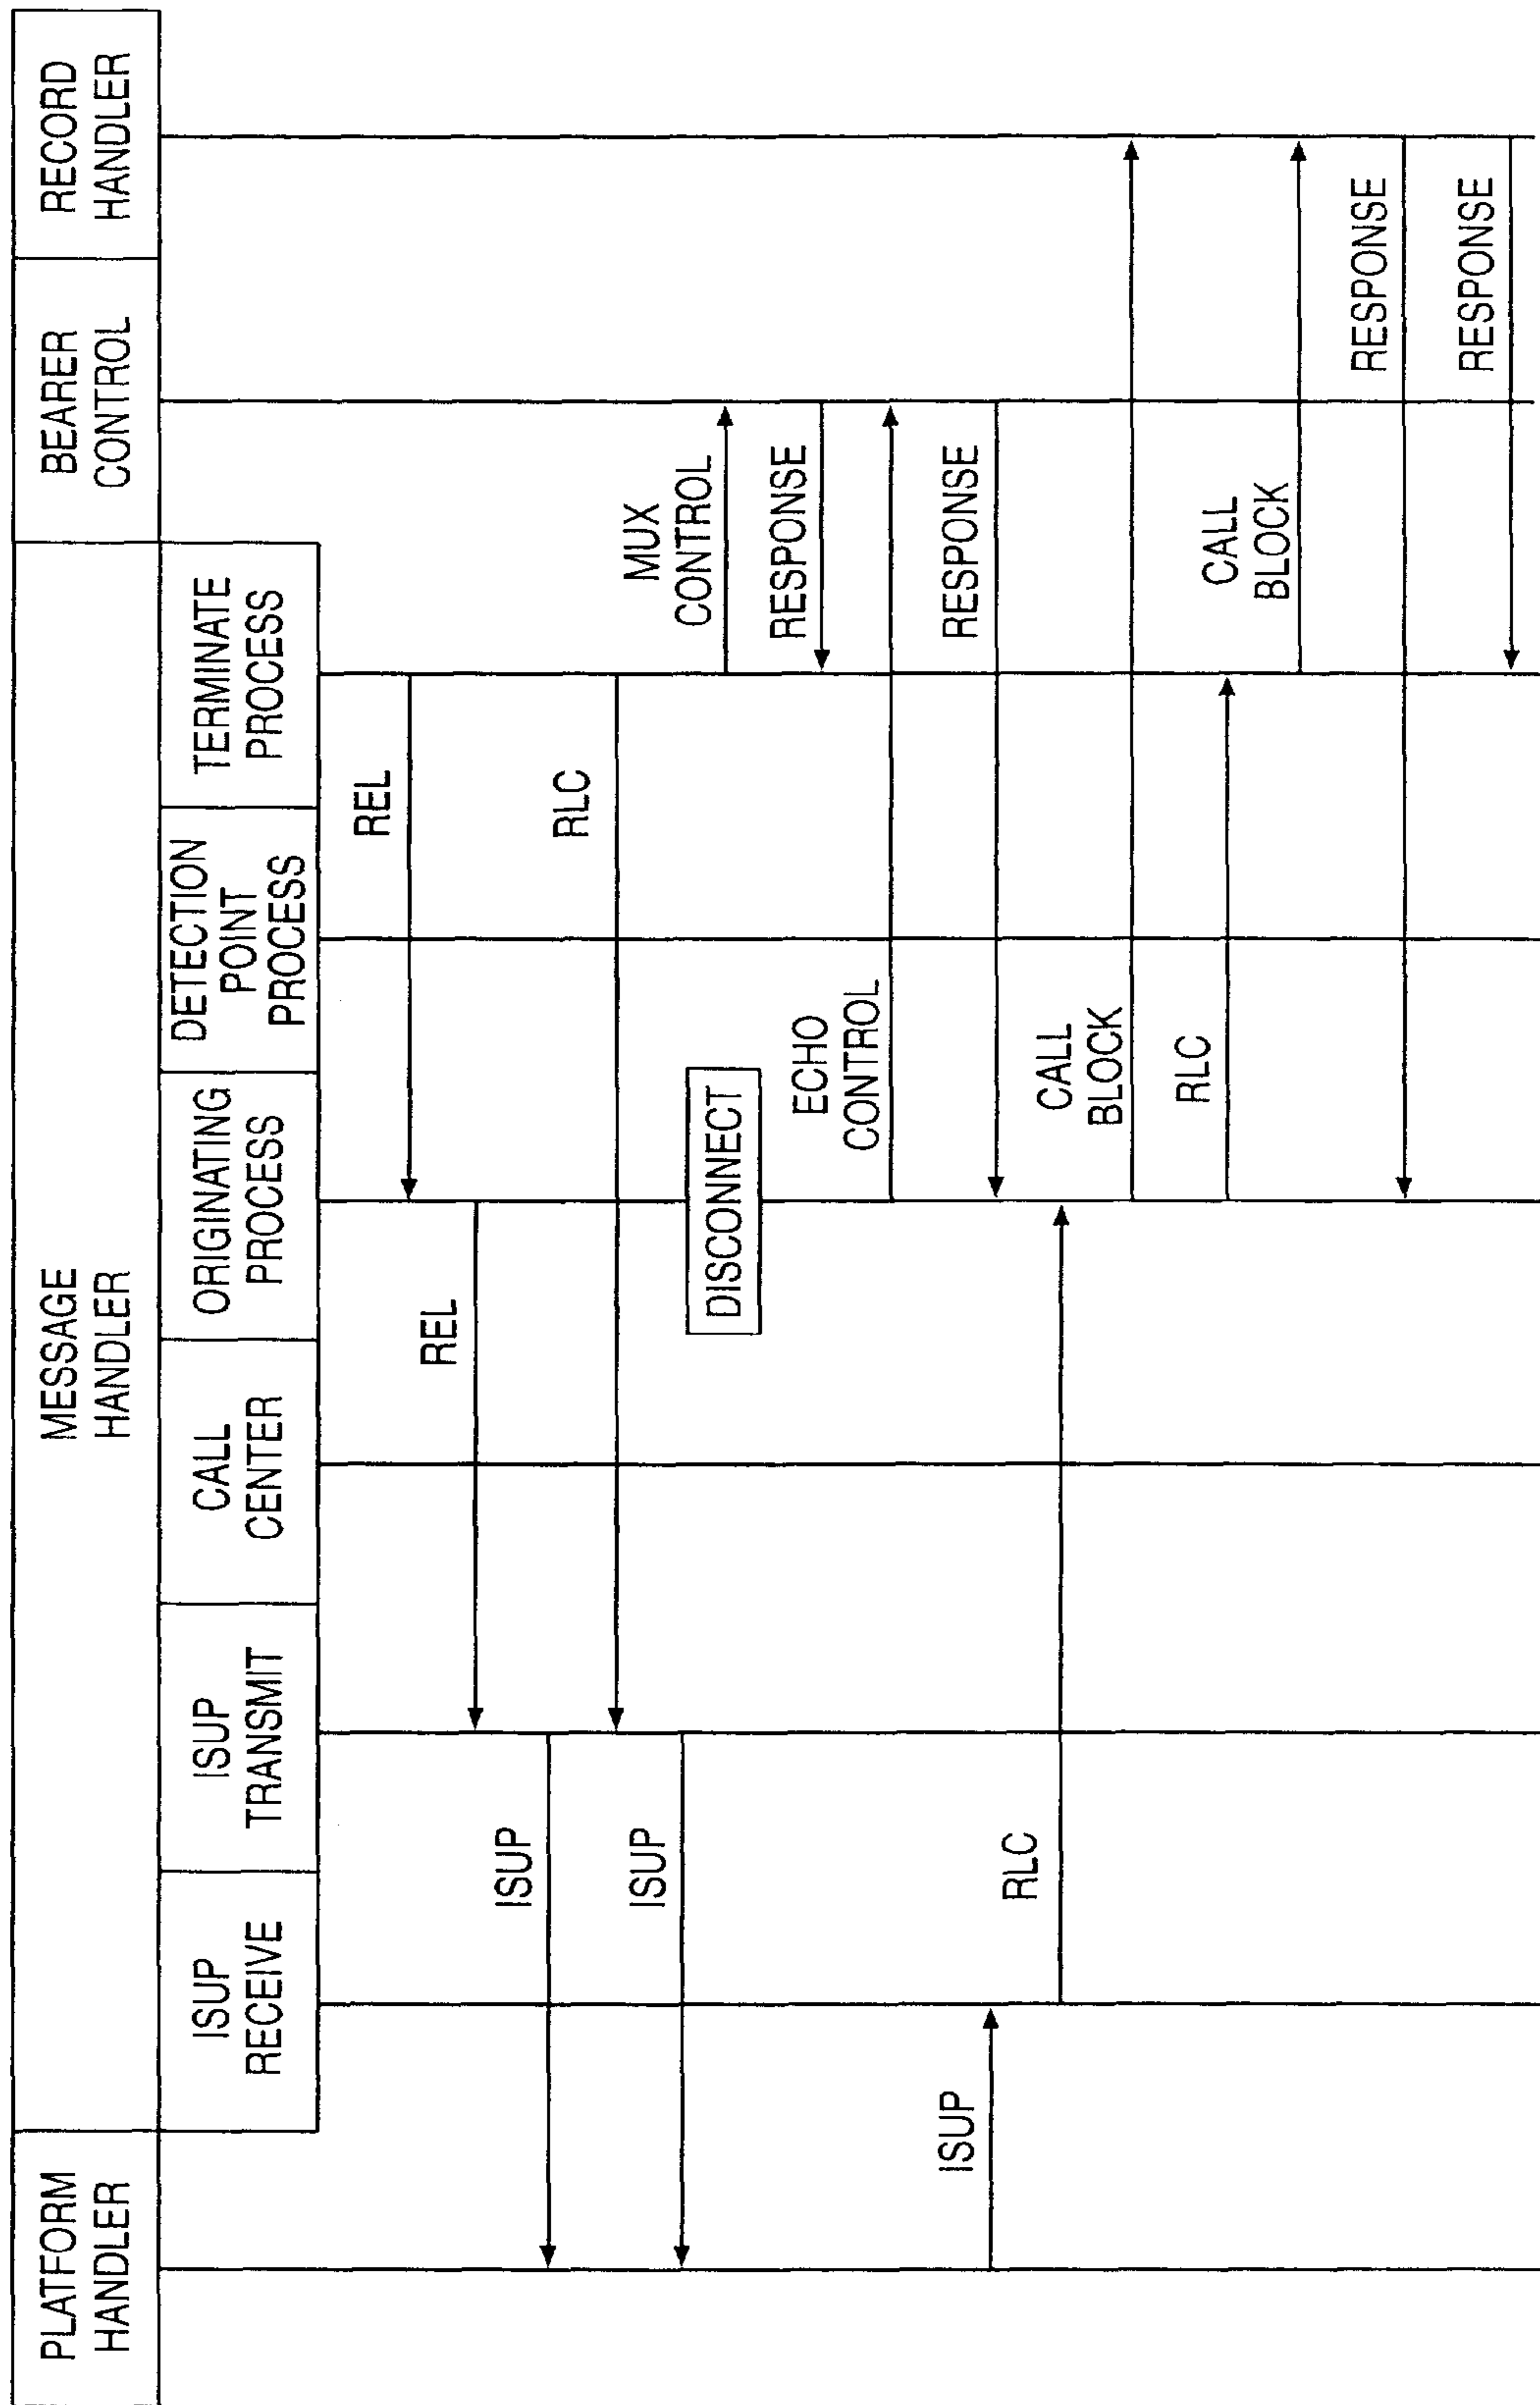 PLATFORM
HANDLER
MESSAGE
HANDLER
BEARER
CONTROL
RECORD
HANDLER
ISUP
RECEIVE
ISUP
TRANSMIT
CALL
CENTER
ORIGINATING
PROCESS
DETECTION
POINT
PROCESS
TERMINATE
PROCESS
REL
REL
ISUP
RLC
ISUP
DISCONNECT
MUX
CONTROL
RESPONSE
ECHO
CONTROL
ISUP
RESPONSE
RLC
CALL
BLOCK
RLC
CALL
BLOCK
RESPONSE
RESPONSE